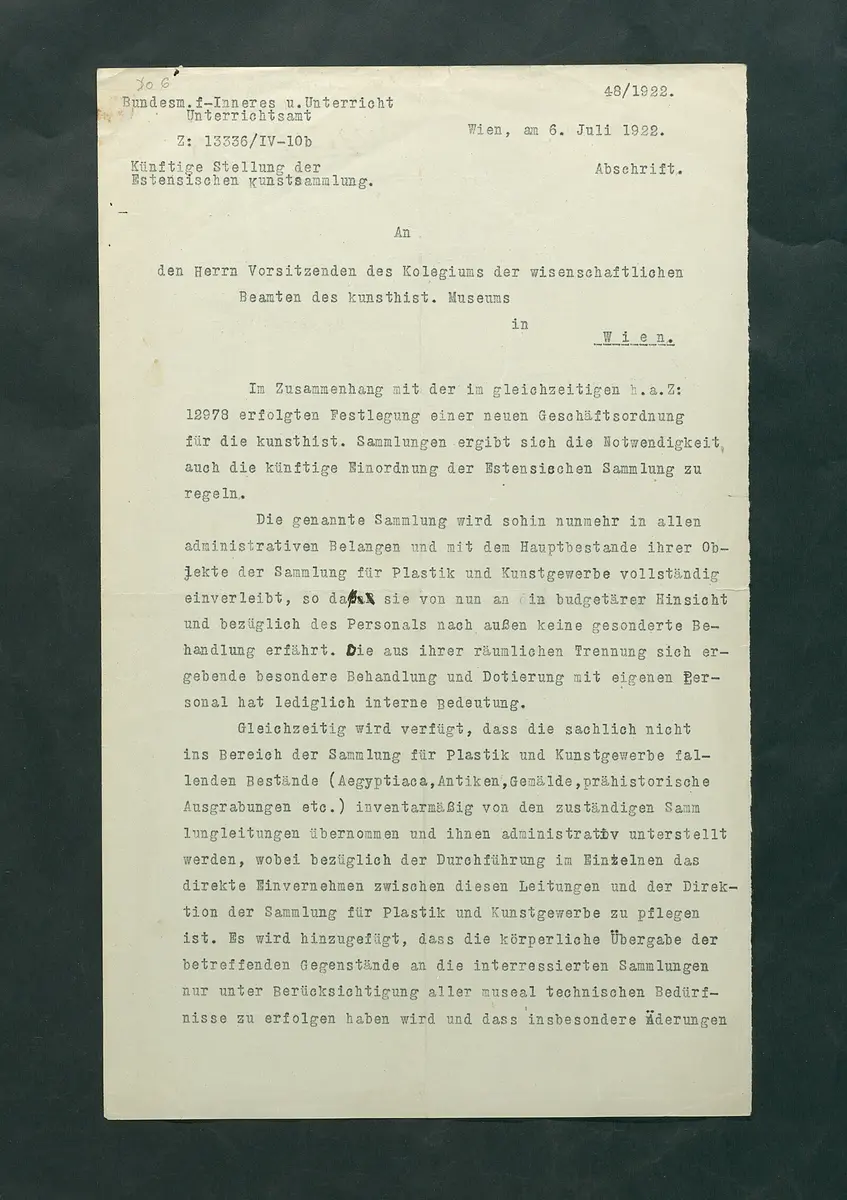 48/1922.
Bundesm.f-Inneres u.Unterricht
Unterrichtsamt
Wien, am 6. Juli 1922.
Z: 13336/IV-10b
Künftige Stellung der
Abschrift.
Estensischen Kunstsammlung.
An
den Herrn Vorsitzenden des Kolegiums der wisenschaftlichen
Beamten des kunsthist. Museums
in
W i e n.
Im Zusammenhang mit der im gleichzeitigen h.a.Z:
12978 erfolgten Festlegung einer neuen Geschäftsordnung
für die kunsthist. Sammlungen ergibt sich die Notwendigkeit,
auch die künftige Einordnung der Estensischen Sammlung zu
regeln.
Die genannte Sammlung wird sohin nunmehr in allen
administrativen Belangen und mit dem Hauptbestande ihrer Ob-
jekte der Sammlung für Plastik und Kunstgewerbe vollständig
einverleibt, so daß sie von nun an in budgetärer Hinsicht
und bezüglich des Personals nach außen keine gesonderte Be-
handlung erfährt. Die aus ihrer räumlichen Trennung sich er-
gebende besondere Behandlung und Dotierung mit eigenen Per-
sonal hat lediglich interne Bedeutung.
Gleichzeitig wird verfügt, dass die sachlich nicht
ins Bereich der Sammlung für Plastik und Kunstgewerbe fal-
lenden Bestände (Aegyptiaca,Antiken,Gemälde,prähistorische
Ausgrabungen etc.) inventarmäßig von den zuständigen Samm
lungleitungen übernommen und ihnen administrativ unterstellt
werden, wobei bezüglich der Durchführung im Einzelnen das
direkte Einvernehmen zwischen diesen Leitungen und der Direk-
tion der Sammlung für Plastik und Kunstgewerbe zu pflegen
ist. Es wird hinzugefügt, dass die körperliche Übergabe der
betreffenden Gegenstände an die interressierten Sammlungen
nur unter Berücksichtigung aller museal technischen Bedürf-
nisse zu erfolgen haben wird und dass insbesondere Äderungen